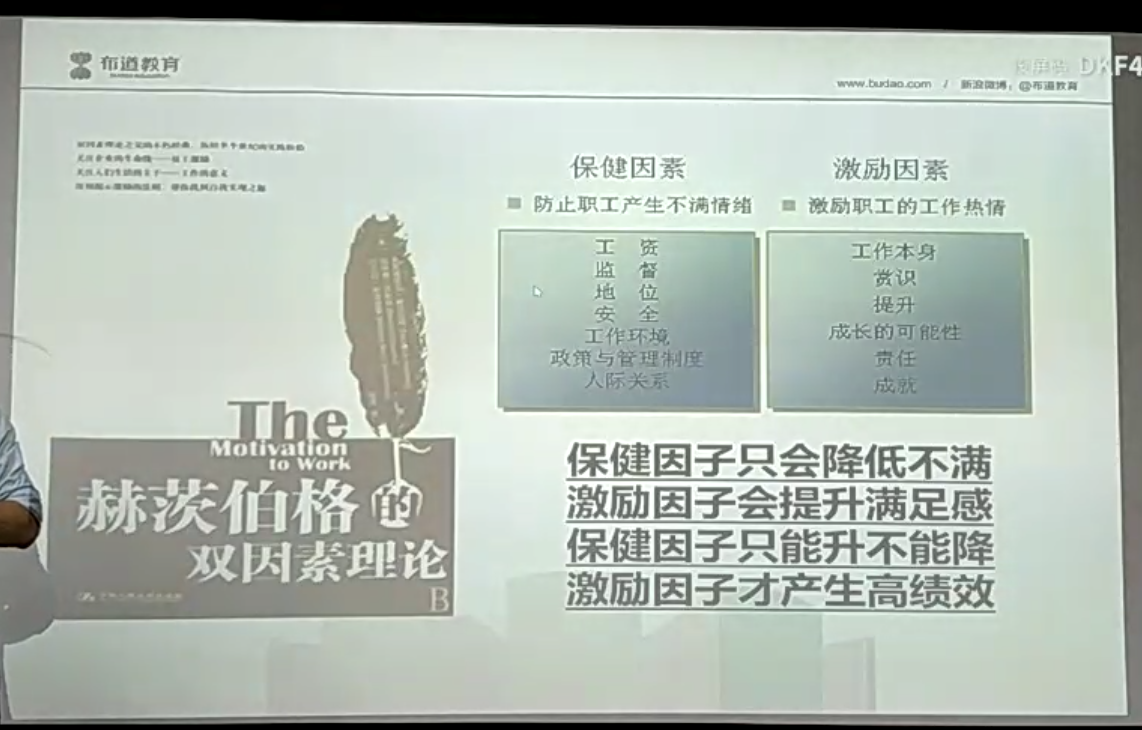 布道教育
DKF4
www.budao.com / 新浪微博：@布道教育
保健因素
防止职工产生不满情绪
工 资
监 督
地 位
安 全
工作环境
政策与管理制度
人际关系
激励因素
激励职工的工作热情
工作本身
赏识
提升
成长的可能性
责任
成就
The
Motivation
to Work
赫茨伯格的
双因素理论
B
保健因子只会降低不满
激励因子会提升满足感
保健因子只能升不能降
激励因子才产生高绩效